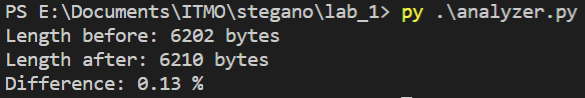 PS E:\Documents\ITMO\stegano\lab_1> py .\analyzer.py
Length before: 6202 bytes
Length after: 6210 bytes
Difference: 0.13 %